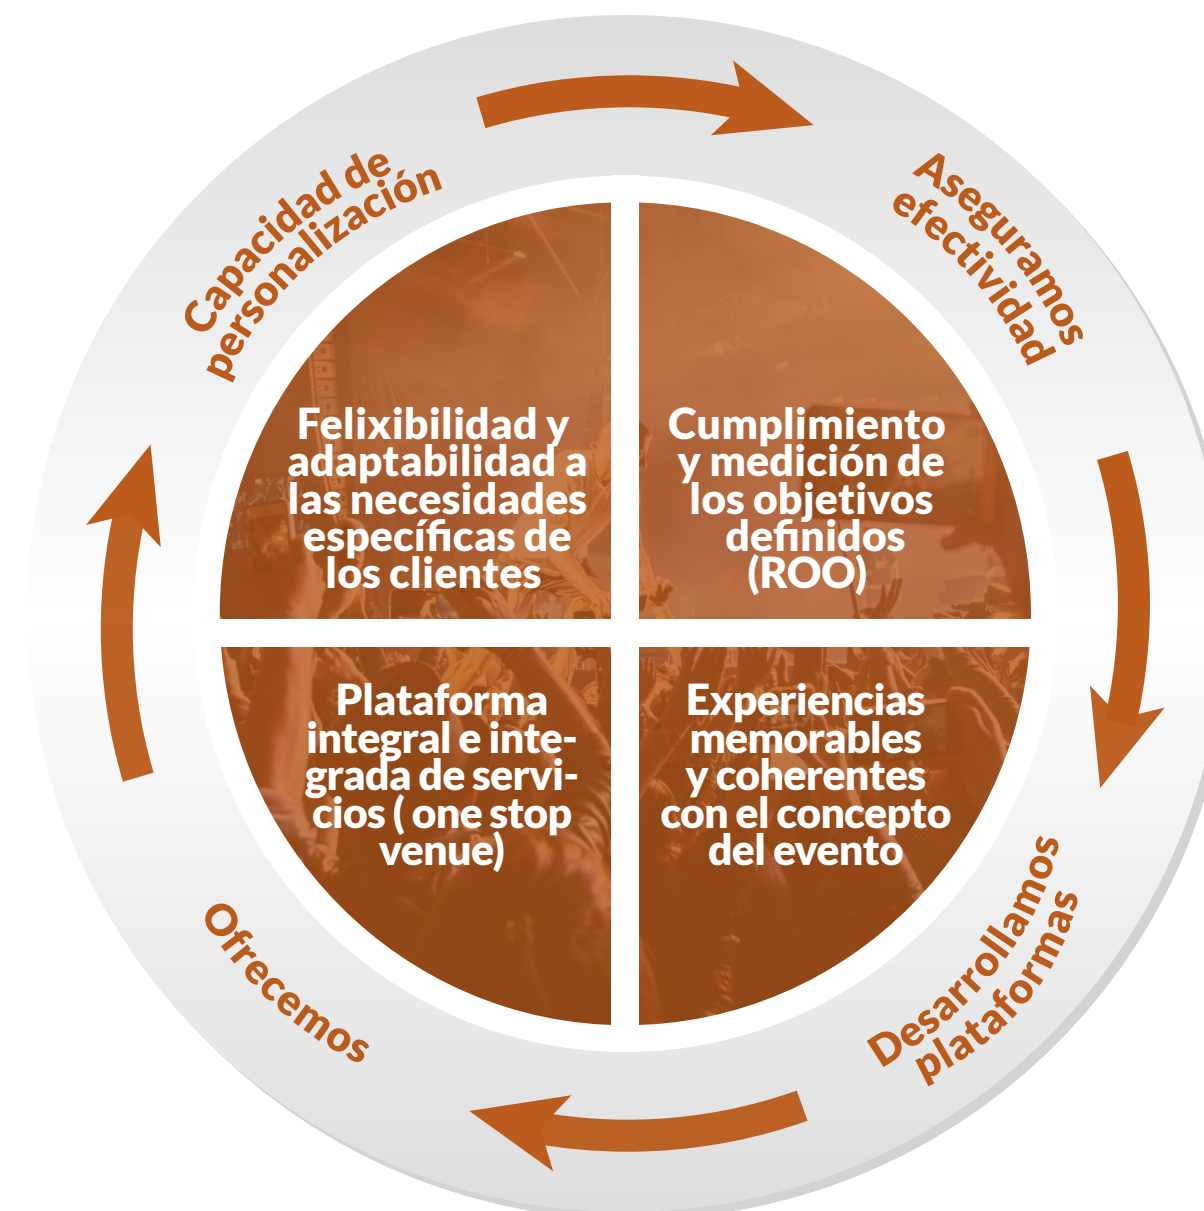 Capacidad de
personalización
Aseguramos
efectividad
Felixibilidad y
adaptabilidad a
las necesidades
específicas de
los clientes
Cumplimiento
y medición de
los objetivos
definidos
(ROO)
Plataforma
integral e inte-
grada de servi-
cios ( one stop
venue)
Experiencias
memorables
y coherentes
con el concepto
del evento
Ofrecemos
Desarrollamos
plataformas